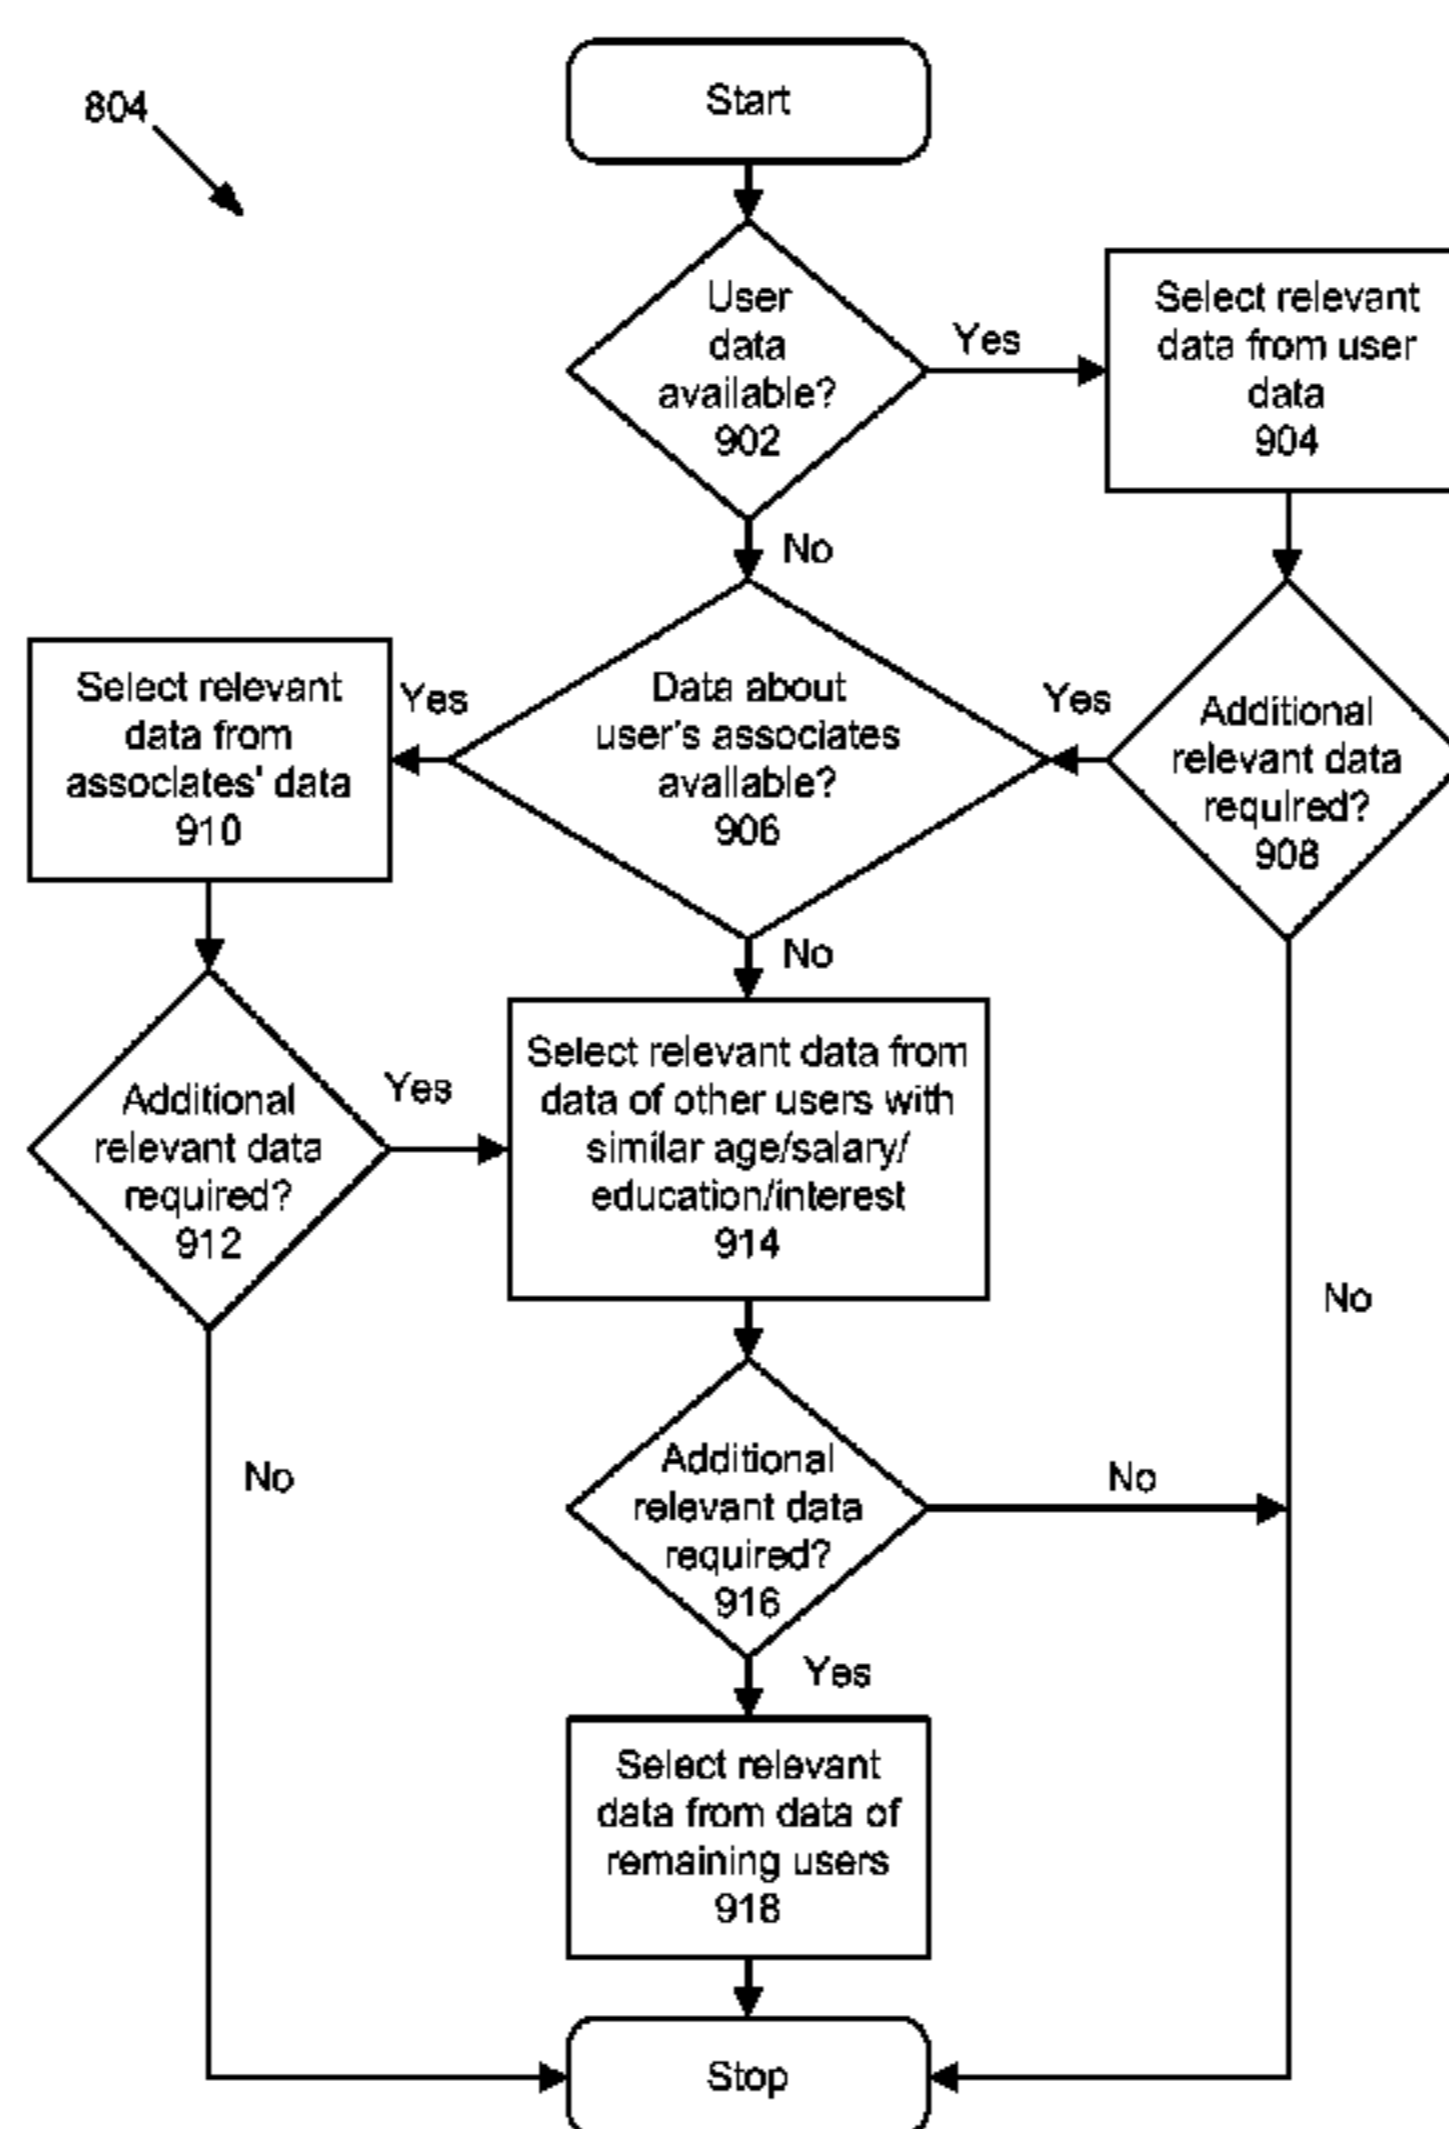 804
Start
User
data
available?
902
Yes
Select relevant
data from user
data
904
No
Select relevant
data from
associates' data
910
Yes
Data about
user's associates
available?
906
Yes
Additional
relevant data
required?
908
No
Additional
relevant data
required?
912
Yes
Select relevant data from
data of other users with
similar age/salary/
education/interest
914
No
No
Additional
relevant data
required?
916
No
Yes
Select relevant
data from data of
remaining users
918
Stop